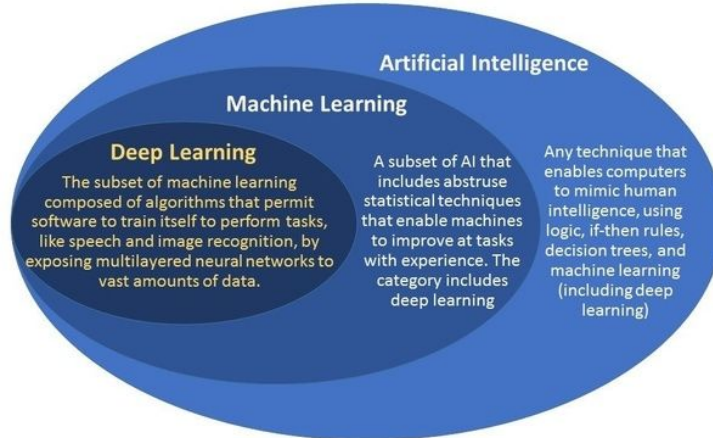 Artificial Intelligence
Machine Learning
Deep Learning
The subset of machine learning
composed of algorithms that permit
software to train itself to perform tasks,
like speech and image recognition, by
exposing multilayered neural networks to
vast amounts of data.
A subset of AI that
includes abstruse
statistical techniques
that enable machines
to improve at tasks
with experience. The
category includes
deep learning
Any technique that
enables computers
to mimic human
intelligence, using
logic, if-then rules,
decision trees, and
machine learning
(including deep
learning)